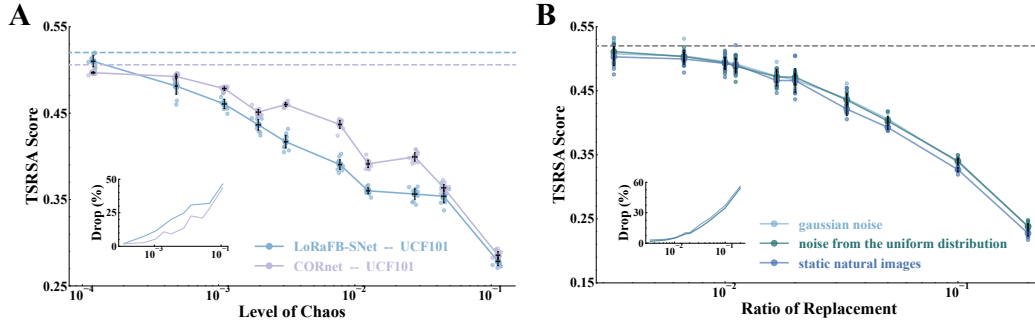 A
0.55
0.45
0.35
0.25
TSRSA Score
10⁻⁴
10⁻³
10⁻²
10⁻¹
Level of Chaos
50
25
0
Drop (%)
10⁻³
10⁻¹
LoRaFB-SNet -- UCF101
CORnet -- UCF101
B
0.55
0.45
0.35
0.25
0.15
TSRSA Score
10⁻²
10⁻¹
Ratio of Replacement
60
30
0
Drop (%)
10⁻²
10⁻¹
gaussian noise
noise from the uniform distribution
static natural images